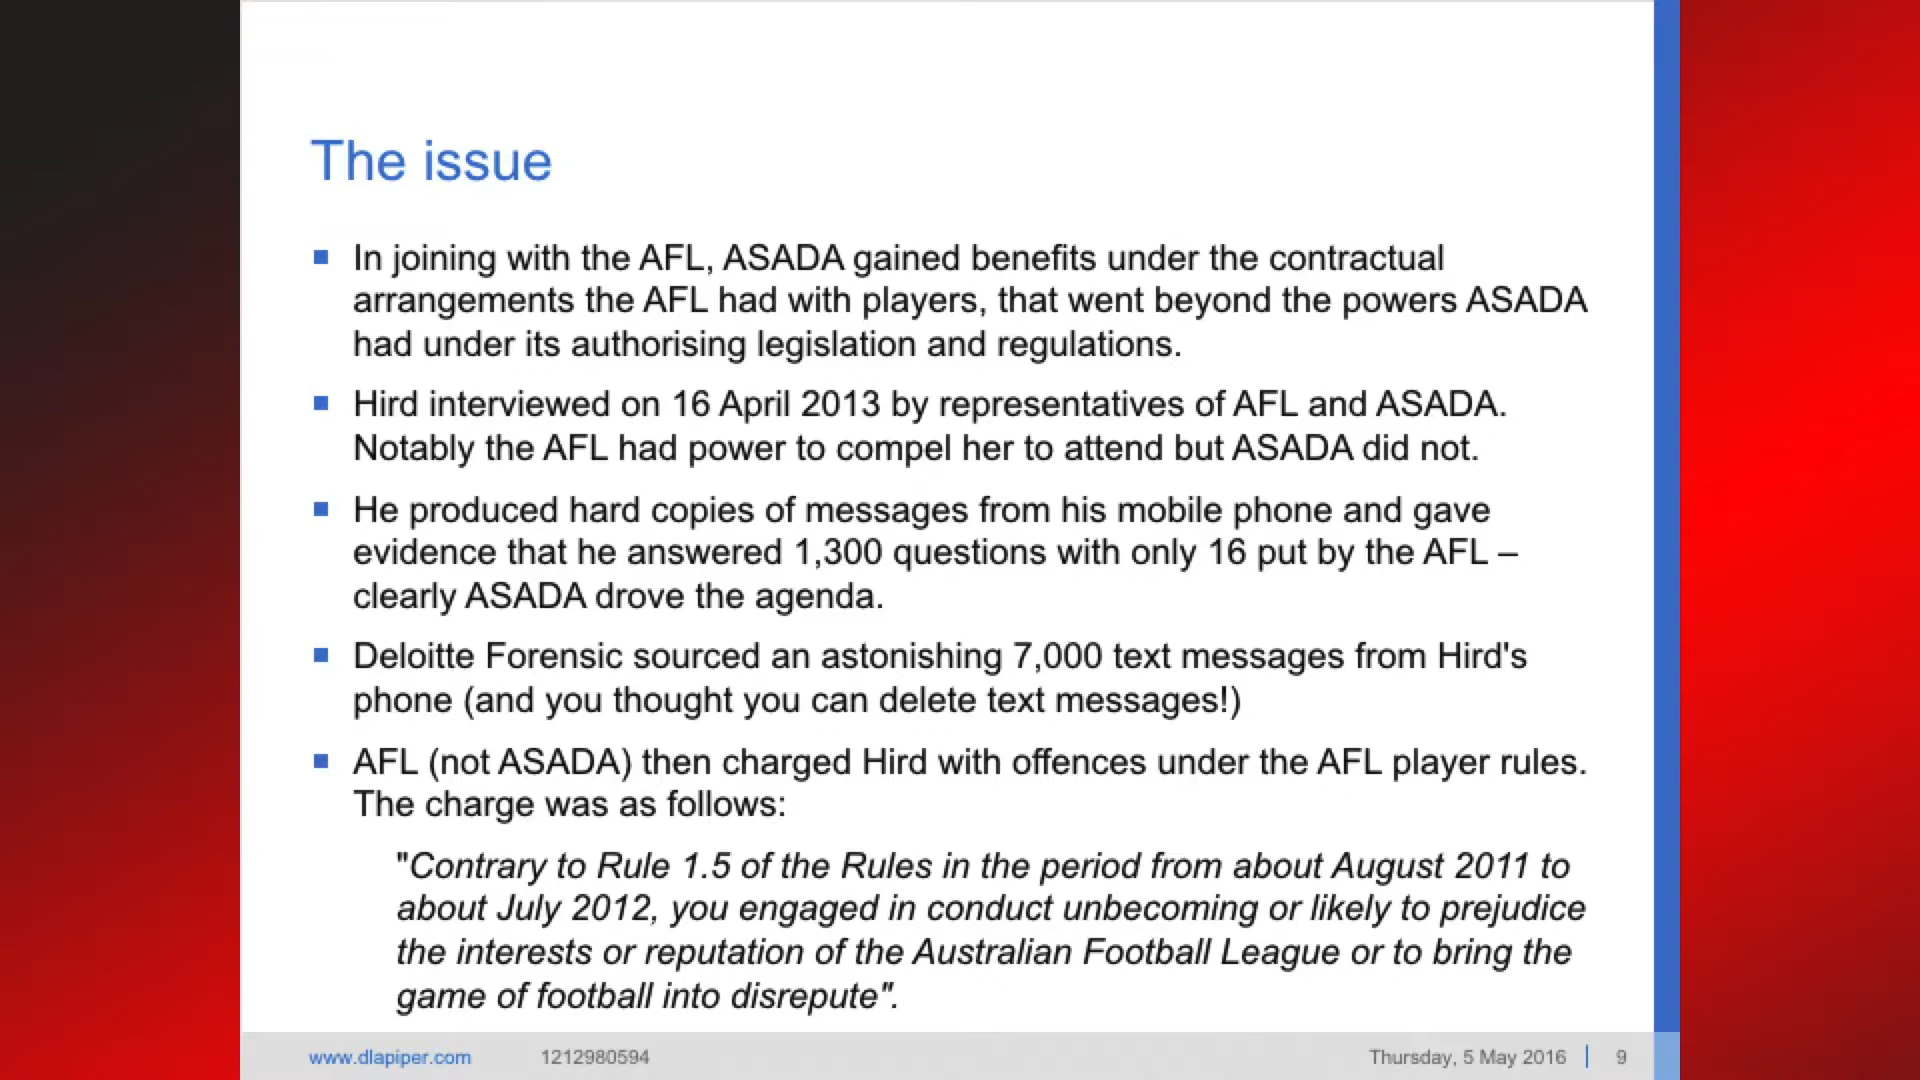 The issue
In joining with the AFL, ASADA gained benefits under the contractual
arrangements the AFL had with players, that went beyond the powers ASADA
had under its authorising legislation and regulations.
Hird interviewed on 16 April 2013 by representatives of AFL and ASADA.
Notably the AFL had power to compel her to attend but ASADA did not.
He produced hard copies of messages from his mobile phone and gave
evidence that he answered 1,300 questions with only 16 put by the AFL –
clearly ASADA drove the agenda.
Deloitte Forensic sourced an astonishing 7,000 text messages from Hird's
phone (and you thought you can delete text messages!)
AFL (not ASADA) then charged Hird with offences under the AFL player rules.
The charge was as follows:
"Contrary to Rule 1.5 of the Rules in the period from about August 2011 to
about July 2012, you engaged in conduct unbecoming or likely to prejudice
the interests or reputation of the Australian Football League or to bring the
game of football into disrepute".
www.dlapiper.com 1212980594 Thursday, 5 May 2016 | 9